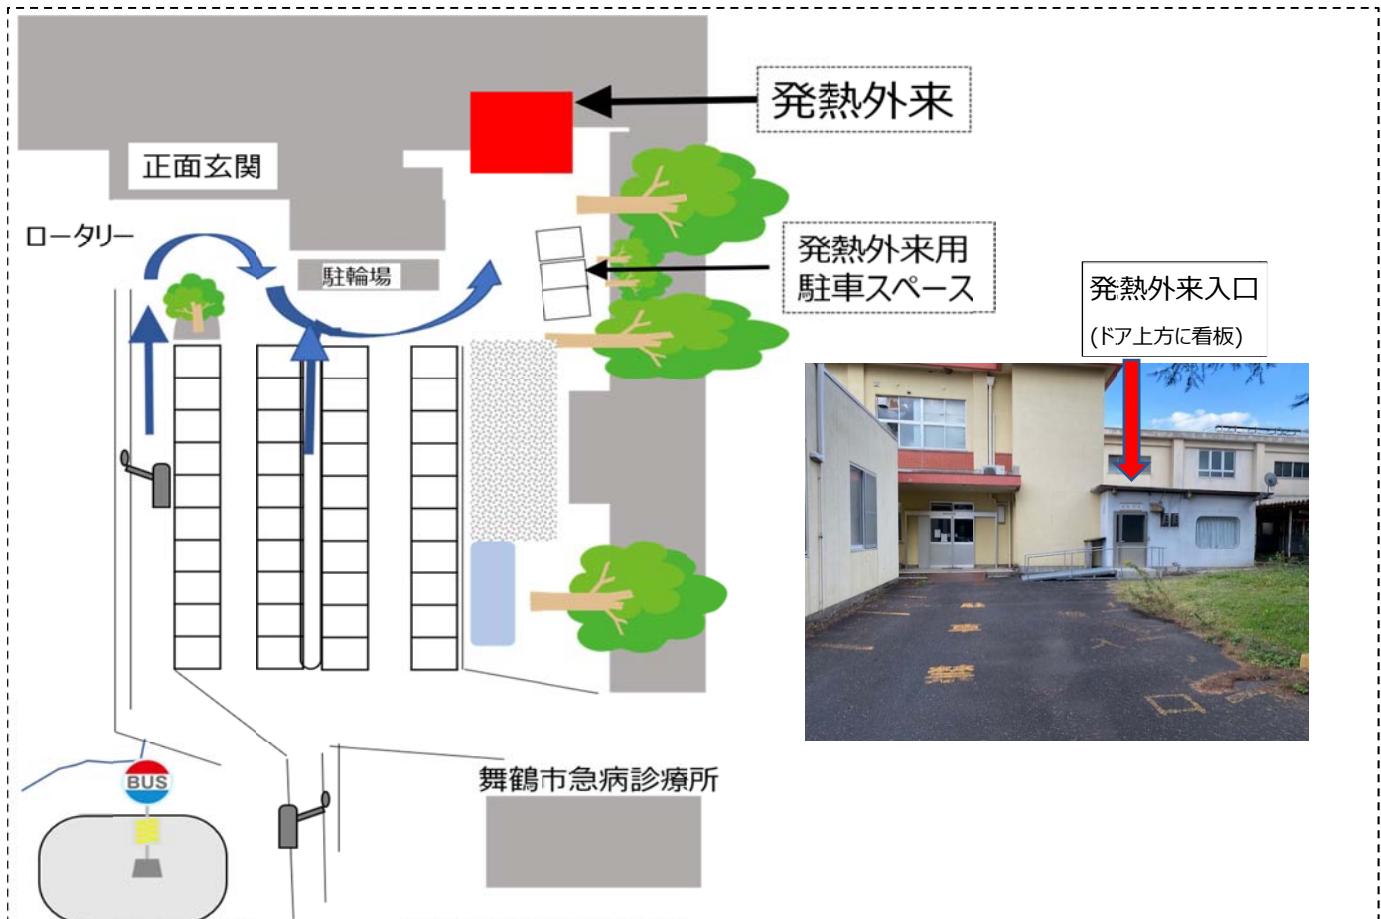 発熱外来
正面玄関
ロータリー
駐輪場
発熱外来用
駐車スペース
発熱外来入口
(ドア上方に看板)
BUS
舞鶴市急病診療所